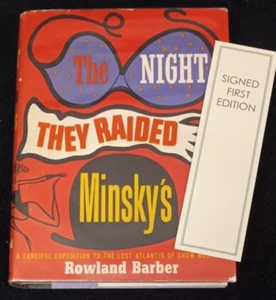 The NIGHT
THEY RAIDED
Minsky's
A FANCIFUL EXPEDITION TO THE LOST ATLANTIS OF SHOW
Rowland Barber
SIGNED
FIRST
EDITION